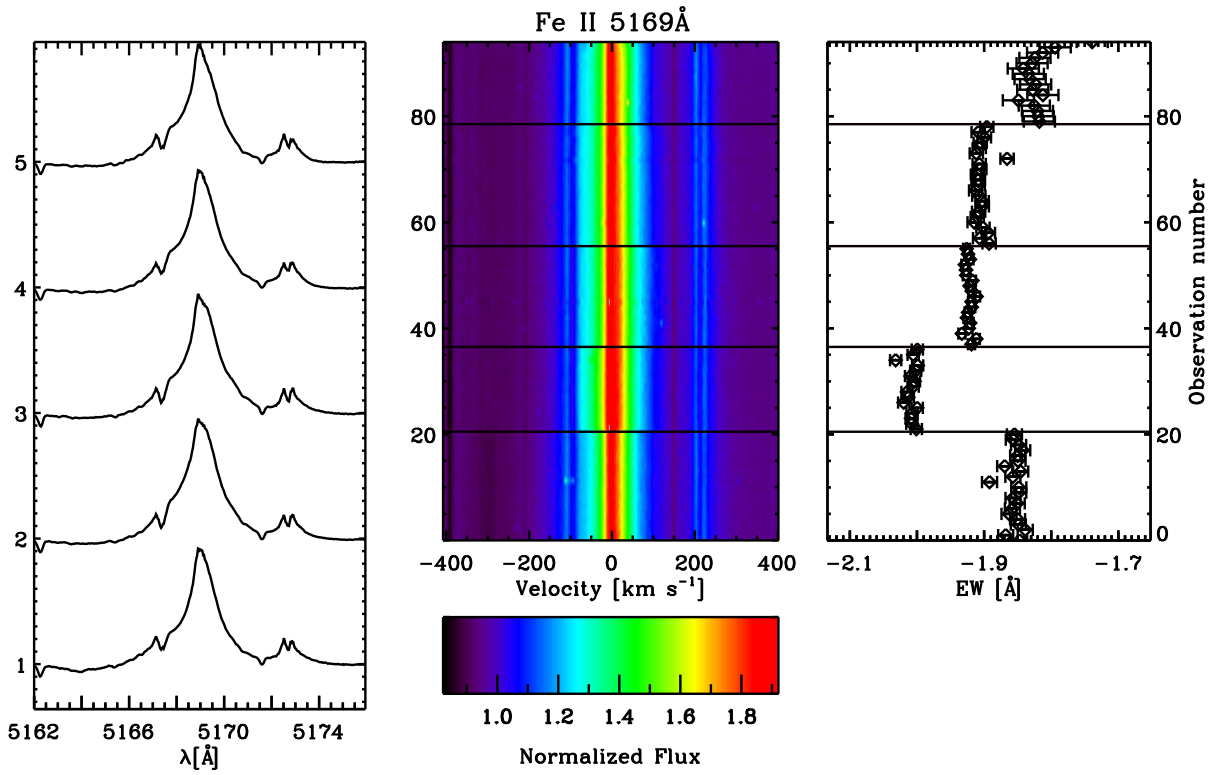 Fe II 5169Å
5
4
3
2
1
5162 5166 5170 5174
λ[Å]
80
60
40
20
-400 -200 0 200 400
Velocity [km s⁻¹]
1.0 1.2 1.4 1.6 1.8
Normalized Flux
80
60
40
20
0
Observation number
-2.1 -1.9 -1.7
EW [Å]